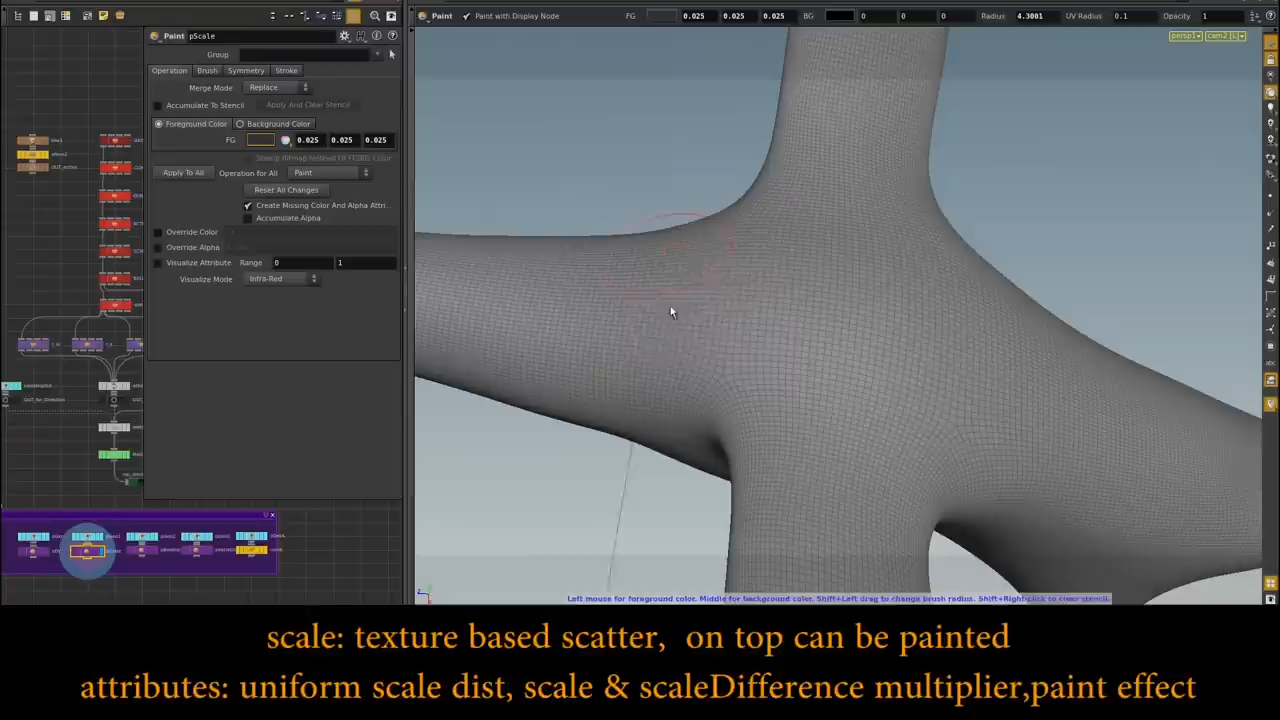 Paint pScale
Group
Operation Brush Symmetry Stroke
Merge Mode Replace
Accumulate To Stencil Apply And Clear Stencil
Foreground Color Background Color
FG 0.025 0.025 0.025
Apply To All Operation for All Paint
Reset All Changes
Create Missing Color And Alpha Attri...
Accumulate Alpha
Override Color
Override Alpha
Visualize Attribute Range 0 1
Visualize Mode Infra-Red
Paint Paint with Display Node FG 0.025 0.025 0.025 BG 0 0 0 Radius 4.3001 UV Radius 0.1 Opacity 1
persp1 cam2 [L]
Left mouse for foreground color. Middle for background color. Shift+Left drag to change brush radius. Shift+Right-click to clear stencil.
scale: texture based scatter, on top can be painted
attributes: uniform scale dist, scale & scaleDifference multiplier,paint effect